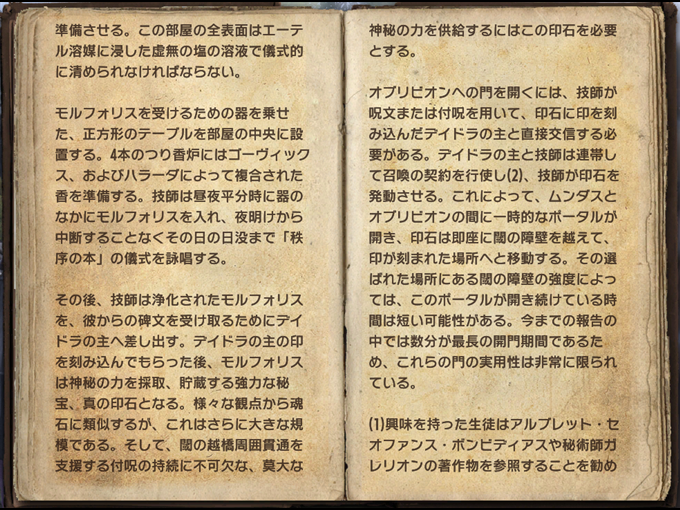 準備させる。この部屋の全表面はエーテ
ル溶媒に浸した虚無の塩の溶液で儀式的
に清められなければならない。
モルフォリスを受けるための器を乗せ
た、正方形のテーブルを部屋の中央に設
置する。4本のつり香炉にはゴーヴィック
ス、およびハラーダによって複合された
香を準備する。技師は昼夜平分時に器の
なかにモルフォリスを入れ、夜明けから
中断することなくその日の日没まで「秩
序の本」の儀式を詠唱する。
その後、技師は浄化されたモルフォリス
を、彼からの碑文を受け取るためにデイ
ドラの主へ差し出す。デイドラの主の印
を刻み込んでもらった後、モルフォリス
は神秘の力を採取、貯蔵する強力な秘
宝、真の印石となる。様々な観点から魂
石に類似するが、これはさらに大きな規
模である。そして、閾の越橋周囲貫通を
支援する付呪の持続に不可欠な、莫大な
神秘の力を供給するにはこの印石を必要
とする。
オブリビオンへの門を開くには、技師が
呪文または付呪を用いて、印石に印を刻
み込んだデイドラの主と直接交信する必
要がある。デイドラの主と技師は連帯し
て召喚の契約を行使し(2)、技師が印石を
発動させる。これによって、ムンダスと
オブリビオンの間に一時的なポータルが
開き、印石は即座に閾の障壁を越えて、
印が刻まれた場所へと移動する。その選
ばれた場所にある閾の障壁の強度によっ
ては、このポータルが開き続けている時
間は短い可能性がある。今までの報告の
中では数分が最長の開門期間であるた
め、これらの門の実用性は非常に限られ
ている。
(1)興味を持った生徒はアルブレット・セ
オファンス・ボンビディアスや秘術師ガ
レリオンの著作物を参照することを勧め